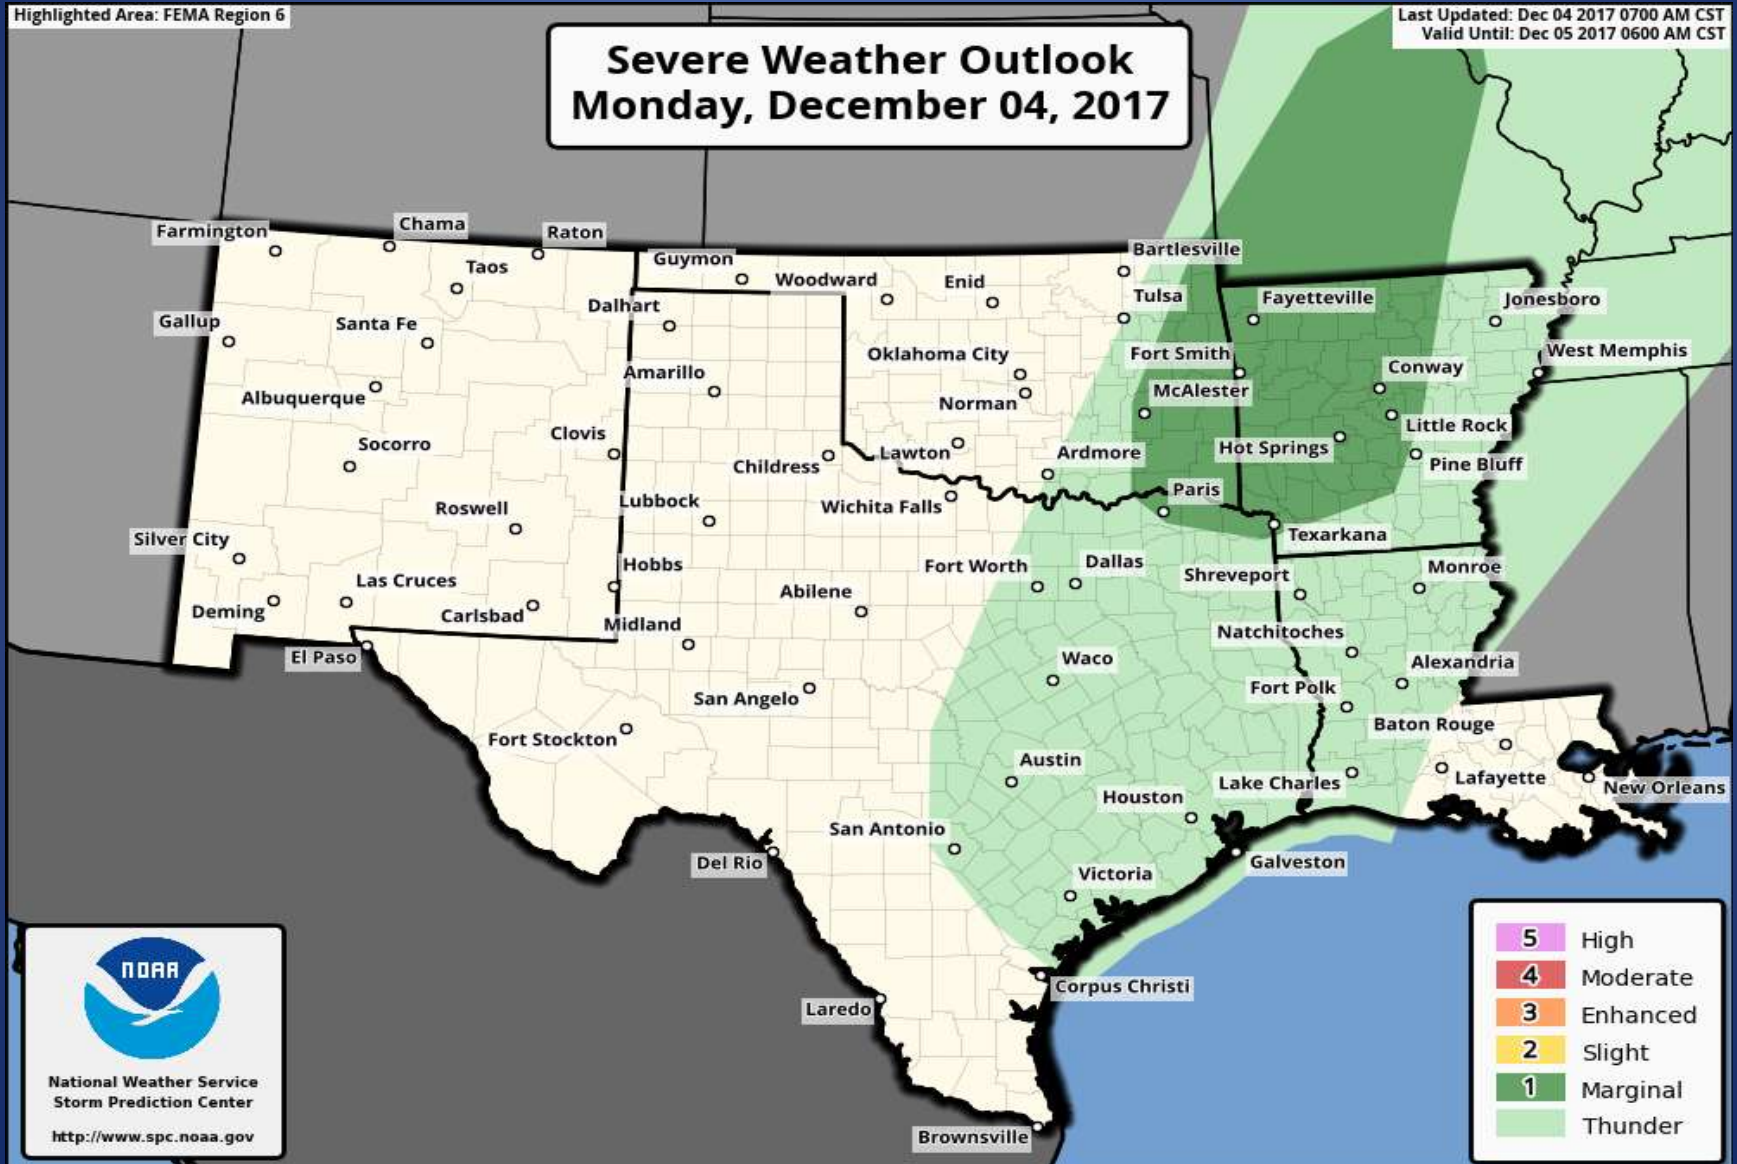 Highlighted Area: FEMA Region 6
Last Updated: Dec 04 2017 0700 AM CST
Valid Until: Dec 05 2017 0600 AM CST
Severe Weather Outlook
Monday, December 04, 2017
Farmington
Chama
Raton
Taos
Guymon
Woodward
Enid
Bartlesville
Tulsa
Fayetteville
Jonesboro
Gallup
Santa Fe
Dalhart
Oklahoma City
Fort Smith
West Memphis
Albuquerque
Amarillo
Norman
McAlester
Conway
Socorro
Clovis
Childress
Lawton
Ardmore
Hot Springs
Little Rock
Pine Bluff
Roswell
Lubbock
Wichita Falls
Paris
Texarkana
Silver City
Hobbs
Fort Worth
Dallas
Shreveport
Monroe
Deming
Las Cruces
Carlsbad
Midland
Abilene
Natchitoches
El Paso
San Angelo
Waco
Fort Polk
Alexandria
Fort Stockton
Austin
Baton Rouge
Houston
Lake Charles
Lafayette
New Orleans
Del Rio
San Antonio
Galveston
Victoria
Laredo
Corpus Christi
Brownsville
NOAA
National Weather Service
Storm Prediction Center
http://www.spc.noaa.gov
5 High
4 Moderate
3 Enhanced
2 Slight
1 Marginal
Thunder